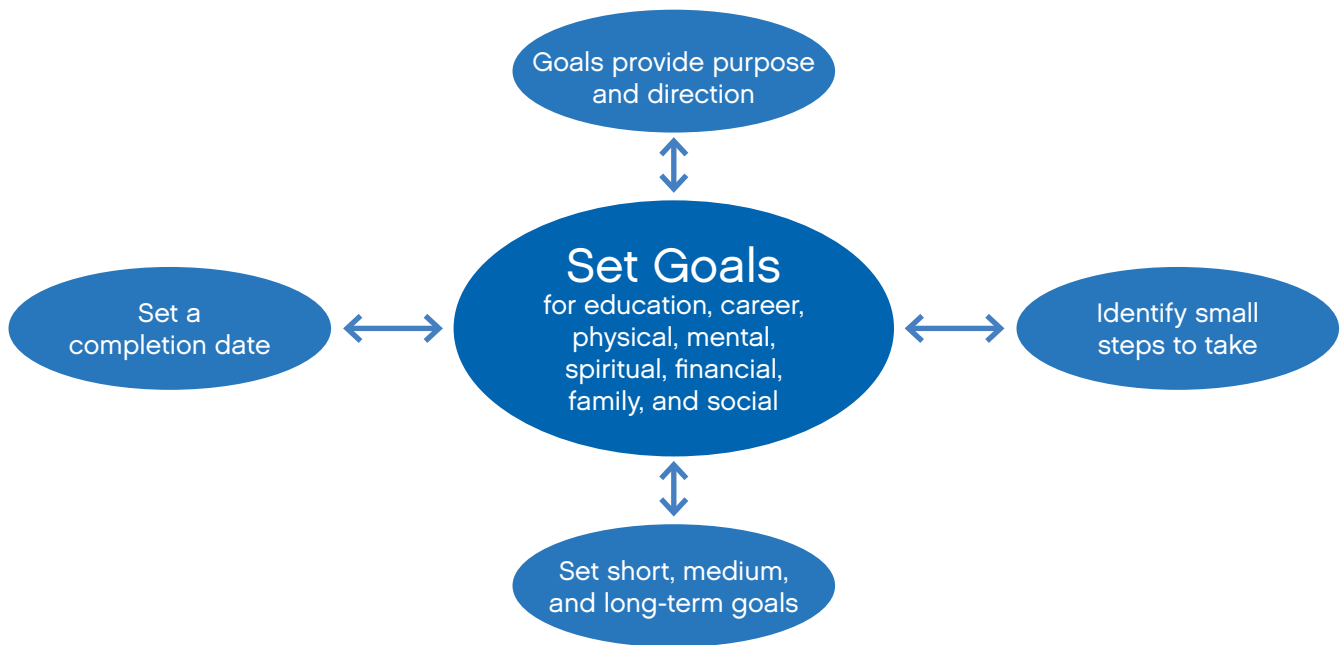 Goals provide purpose
and direction
Set Goals
for education, career,
physical, mental,
spiritual, financial,
family, and social
Set a
completion date
Identify small
steps to take
Set short, medium,
and long-term goals